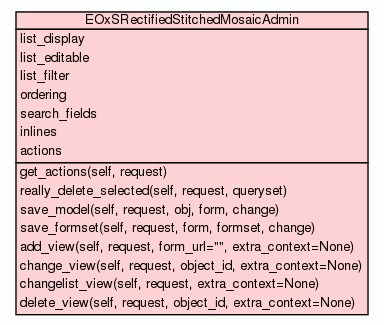 EOxSRectifiedStitchedMosaicAdmin
list_display
list_editable
list_filter
ordering
search_fields
inlines
actions
get_actions(self, request)
really_delete_selected(self, request, queryset)
save_model(self, request, obj, form, change)
save_formset(self, request, form, formset, change)
add_view(self, request, form_url="", extra_context=None)
change_view(self, request, object_id, extra_context=None)
changelist_view(self, request, extra_context=None)
delete_view(self, request, object_id, extra_context=None)